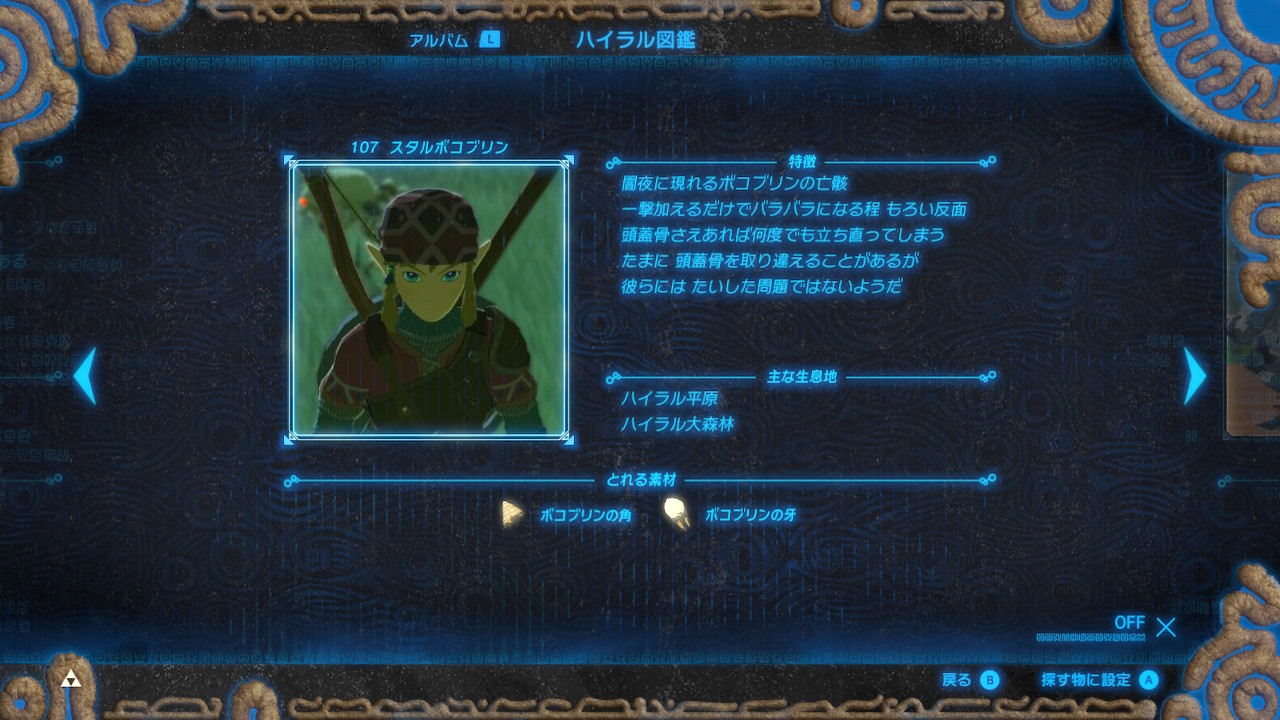 アルバム L
ハイラル図鑑
107 スタルボコブリン
特徴
闇夜に現れるボコブリンの亡骸
一撃加えるだけでバラバラになる程 もろい反面
頭蓋骨さえあれば何度でも立ち直ってしまう
たまに 頭蓋骨を取り違えることがあるが
彼らには たいした問題ではないようだ
主な生息地
ハイラル平原
ハイラル大森林
とれる素材
ボコブリンの角
ボコブリンの牙
OFF
戻る B
探す物に設定 A